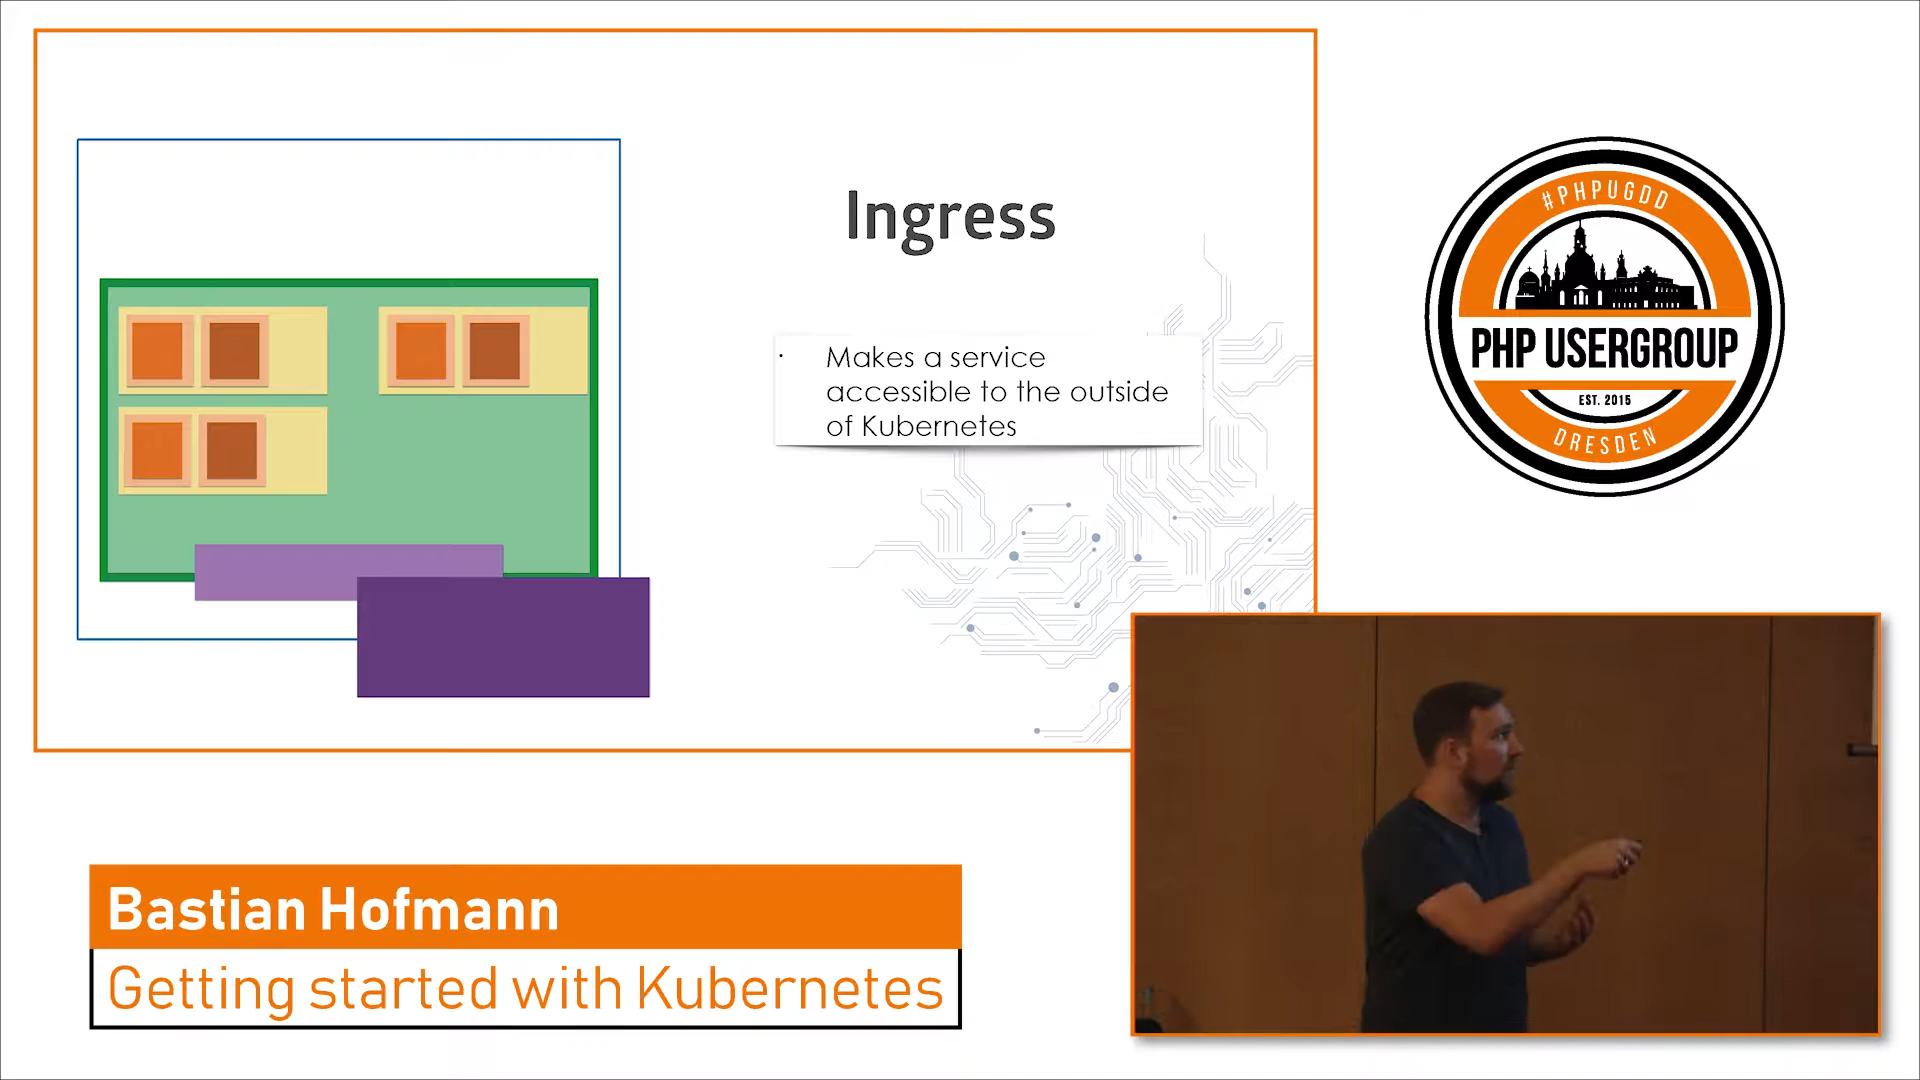 Ingress
· Makes a service
accessible to the outside
of Kubernetes
#PHPUGDD
PHP USERGROUP
EST. 2015
DRESDEN
Bastian Hofmann
Getting started with Kubernetes